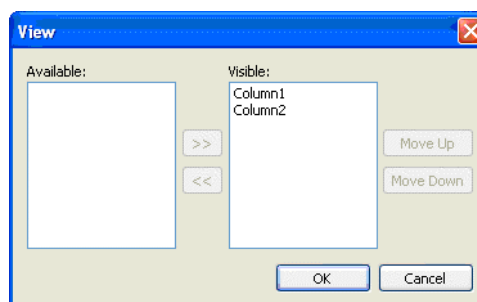 View
Available:
Visible:
Column1
Column2
>>
Move Up
<<
Move Down
OK
Cancel